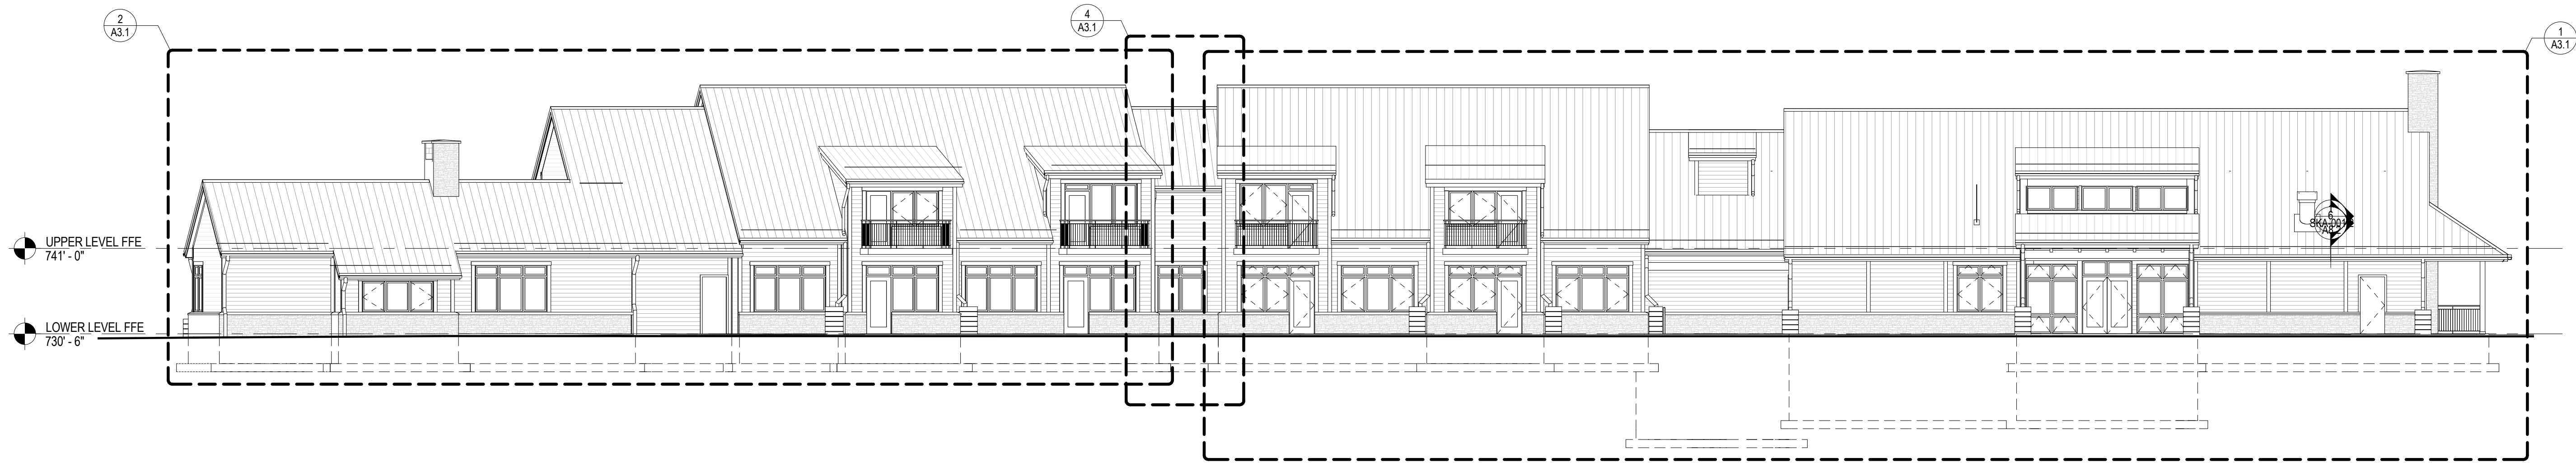 2
A3.1
4
A3.1
1
A3.1
UPPER LEVEL FFE
741' - 0"
LOWER LEVEL FFE
730' - 6"
6